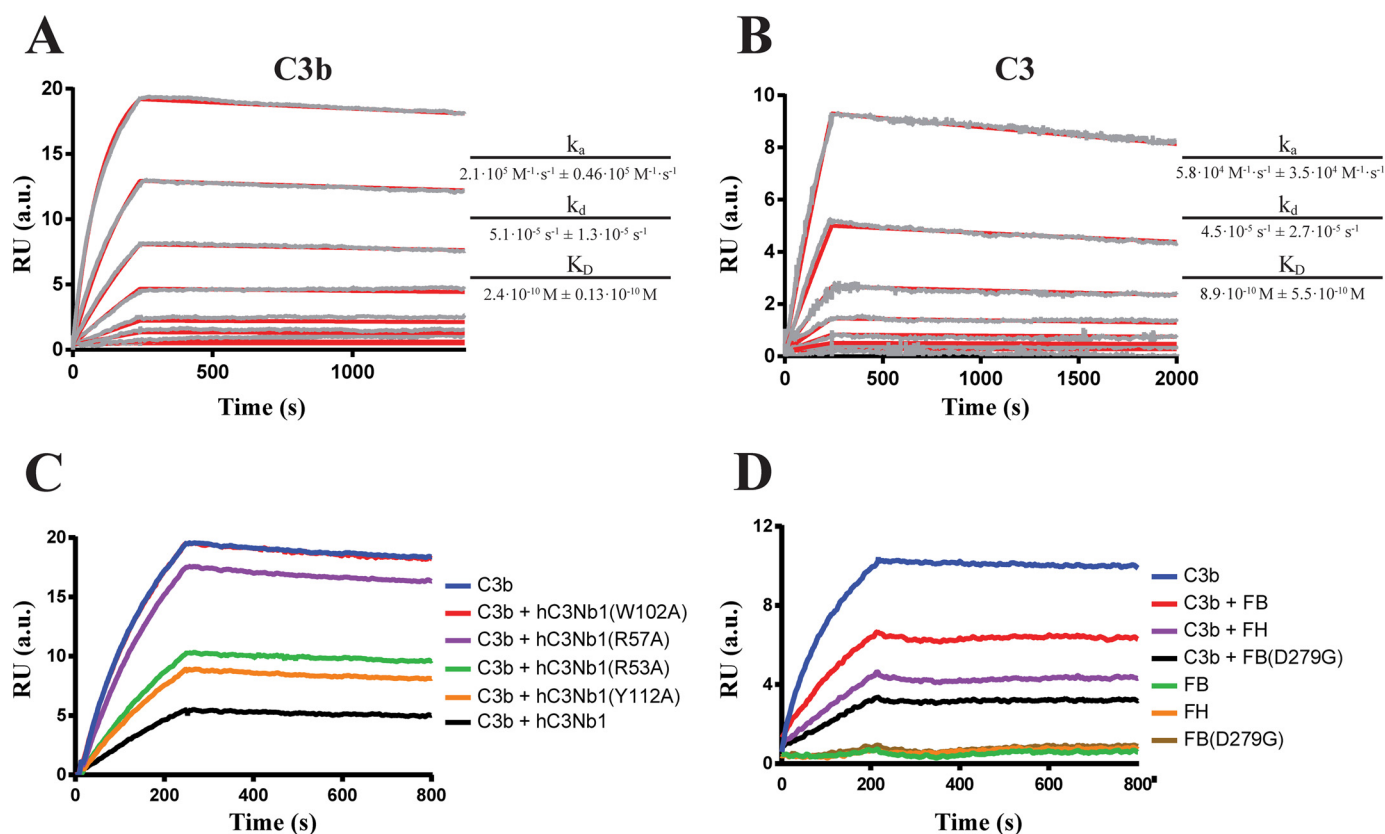 A
C3b
20
15
10
5
0
RU (a.u.)
0
500
1000
Time (s)
kₐ
2.1·10⁵ M⁻¹·s⁻¹ ± 0.46·10⁵ M⁻¹·s⁻¹
k_d
5.1·10⁻⁵ s⁻¹ ± 1.3·10⁻⁵ s⁻¹
K_D
2.4·10⁻¹⁰ M ± 0.13·10⁻¹⁰ M
B
C3
10
8
6
4
2
0
RU (a.u.)
0
500
1000
1500
2000
Time (s)
kₐ
5.8·10⁴ M⁻¹·s⁻¹ ± 3.5·10⁴ M⁻¹·s⁻¹
k_d
4.5·10⁻⁵ s⁻¹ ± 2.7·10⁻⁵ s⁻¹
K_D
8.9·10⁻¹⁰ M ± 5.5·10⁻¹⁰ M
C
20
15
10
5
0
RU (a.u.)
0
200
400
600
800
Time (s)
C3b
C3b + hC3Nb1(W102A)
C3b + hC3Nb1(R57A)
C3b + hC3Nb1(R53A)
C3b + hC3Nb1(Y112A)
C3b + hC3Nb1
D
12
8
4
0
RU (a.u.)
0
200
400
600
800
Time (s)
C3b
C3b + FB
C3b + FH
C3b + FB(D279G)
FB
FH
FB(D279G)